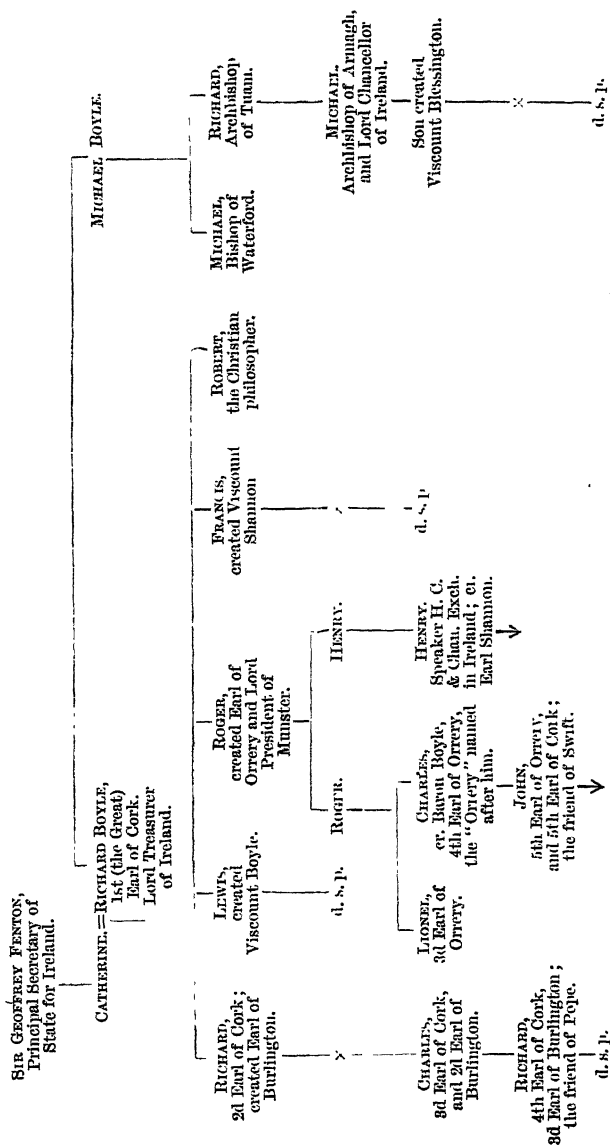 SIR GEOFFREY FENTON,
Principal Secretary of
State for Ireland.
CATHERINE.=RICHARD BOYLE,
1st (the Great)
Earl of Cork.
Lord Treasurer
of Ireland.
MICHAEL BOYLE.
RICHARD,
2d Earl of Cork;
created Earl of
Burlington.
LEWIS,
created
Viscount Boyle.
ROGER,
created Earl of
Orrery and Lord
President of
Munster.
FRANCIS,
created Viscount
Shannon
ROBERT,
the Christian
philosopher.
MICHAEL,
Bishop of
Waterford.
RICHARD,
Archbishop
of Tuam.
×
d. s. p.
ROGER.
HENRY.
×
MICHAEL.
Archbishop of Armagh,
and Lord Chancellor
of Ireland.
CHARLES,
3d Earl of Cork,
and 2d Earl of
Burlington.
LIONEL,
3d Earl of
Orrery.
CHARLES,
cr. Baron Boyle,
4th Earl of Orrery,
the "Orrery" named
after him.
HENRY.
Speaker H. C.
& Chan. Exch.
in Ireland; cr.
Earl Shannon.
d. s. p.
Son created
Viscount Blessington.
RICHARD,
4th Earl of Cork,
3d Earl of Burlington;
the friend of Pope.
JOHN,
5th Earl of Orrery,
and 5th Earl of Cork;
the friend of Swift.
×
d. s. p.
d. s. p.